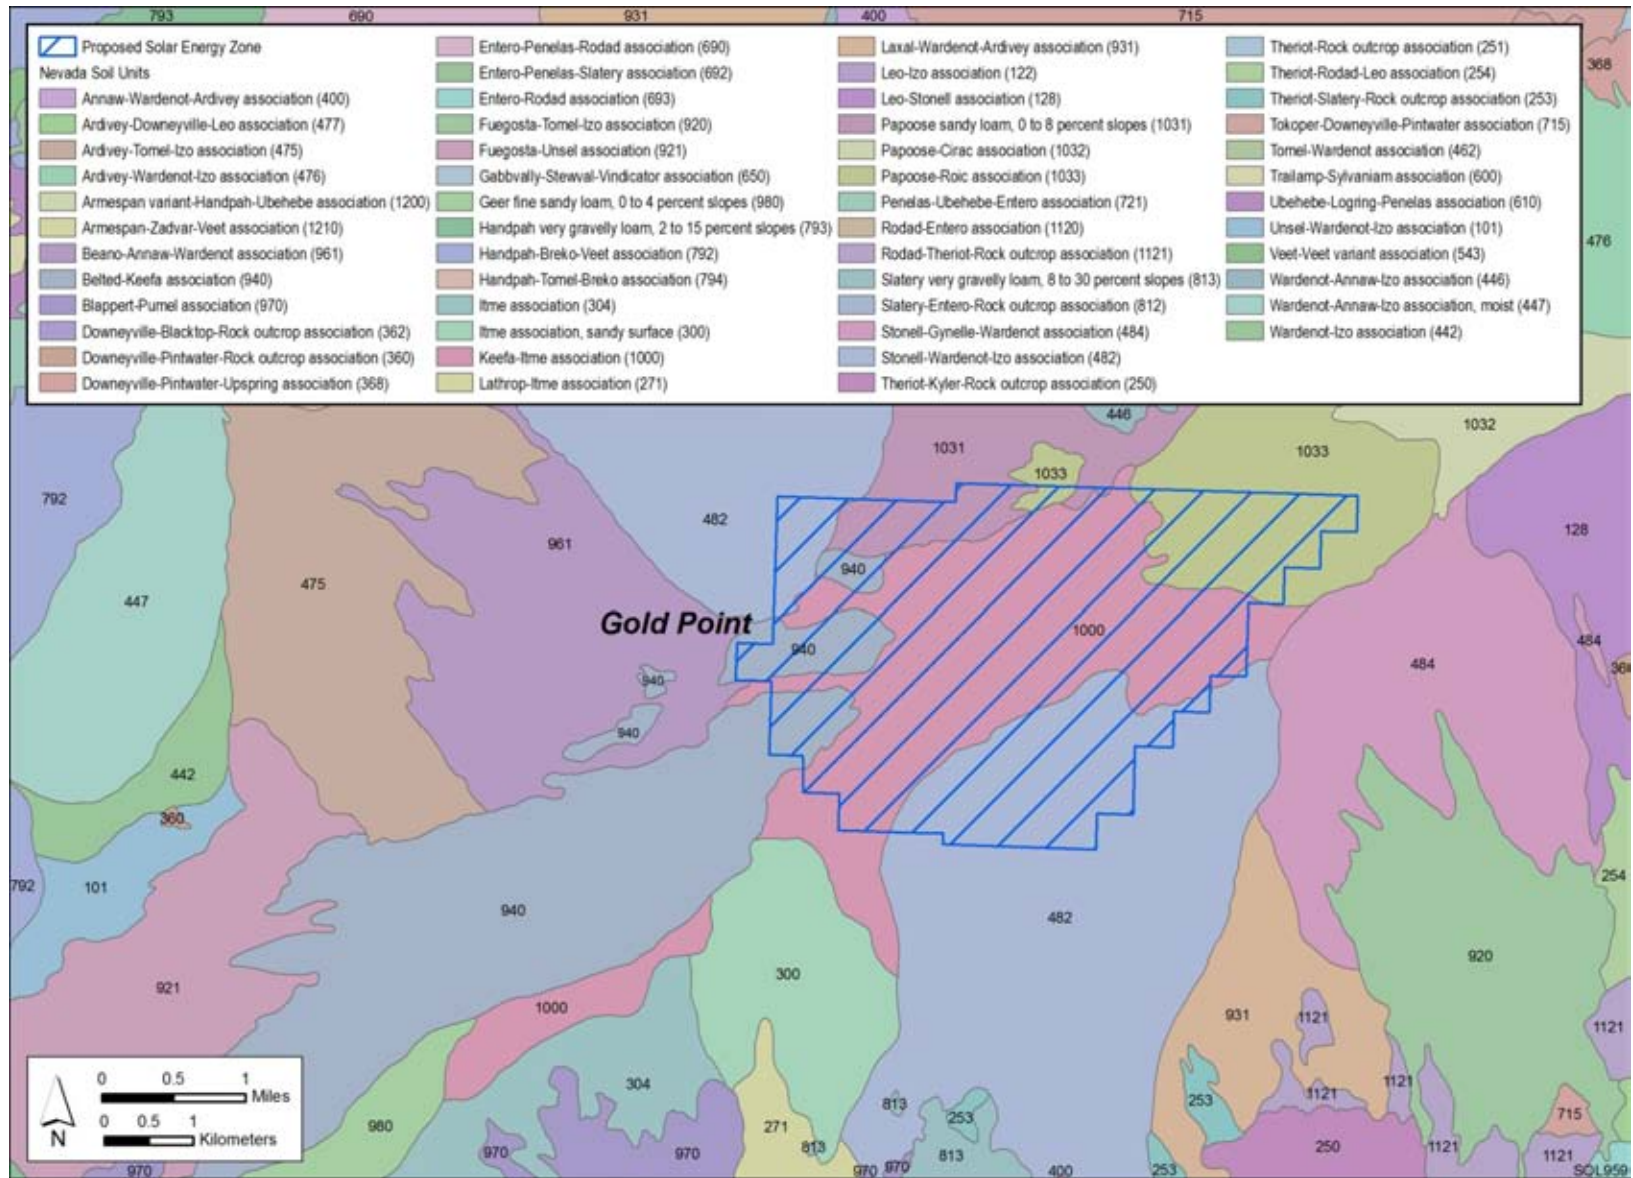 793 690 931 400 715
Proposed Solar Energy Zone
Nevada Soil Units
Annaw-Wardenot-Ardivey association (400)
Ardivey-Downeyville-Leo association (477)
Ardivey-Tomel-Izo association (475)
Ardivey-Wardenot-Izo association (476)
Armespan variant-Handpah-Ubehebe association (1200)
Armespan-Zadvar-Veet association (1210)
Beano-Annaw-Wardenot association (961)
Belted-Keefa association (940)
Blappert-Pumel association (970)
Downeyville-Blacktop-Rock outcrop association (362)
Downeyville-Pintwater-Rock outcrop association (360)
Downeyville-Pintwater-Upspring association (368)
Entero-Penelas-Rodad association (690)
Entero-Penelas-Slatery association (692)
Entero-Rodad association (693)
Fuegosta-Tomel-Izo association (920)
Fuegosta-Unsel association (921)
Gabbvally-Stewval-Vindicator association (650)
Geer fine sandy loam, 0 to 4 percent slopes (980)
Handpah very gravelly loam, 2 to 15 percent slopes (793)
Handpah-Breko-Veet association (792)
Handpah-Tomel-Breko association (794)
Itme association (304)
Itme association, sandy surface (300)
Keefa-Itme association (1000)
Lathrop-Itme association (271)
Laxal-Wardenot-Ardivey association (931)
Leo-Izo association (122)
Leo-Stonell association (128)
Papoose sandy loam, 0 to 8 percent slopes (1031)
Papoose-Cirac association (1032)
Papoose-Roic association (1033)
Penelas-Ubehebe-Entero association (721)
Rodad-Entero association (1120)
Rodad-Theriot-Rock outcrop association (1121)
Slatery very gravelly loam, 8 to 30 percent slopes (813)
Slatery-Entero-Rock outcrop association (812)
Stonell-Gynelle-Wardenot association (484)
Stonell-Wardenot-Izo association (482)
Theriot-Kyler-Rock outcrop association (250)
Theriot-Rock outcrop association (251)
Theriot-Rodad-Leo association (254)
Theriot-Slatery-Rock outcrop association (253)
Tokoper-Downeyville-Pintwater association (715)
Tomel-Wardenot association (462)
Trailamp-Sylvaniam association (600)
Ubehebe-Logring-Penelas association (610)
Unsel-Wardenot-Izo association (101)
Veet-Veet variant association (543)
Wardenot-Annaw-Izo association (446)
Wardenot-Annaw-Izo association, moist (447)
Wardenot-Izo association (442)
368
476
446
1032
1031
1033
1033
792
482
128
961
940
475
447
Gold Point
1000
940
484
484
940
360
940
442
360
254
792
101
940
482
920
300
921
1000
931
1121
1121
304
1121
1121
253
813
253
715
980
271
813
970
970
813
250
1121
1121
970
970
970
400
253
SOL959
0 0.5 1
Miles
0 0.5 1
Kilometers
N